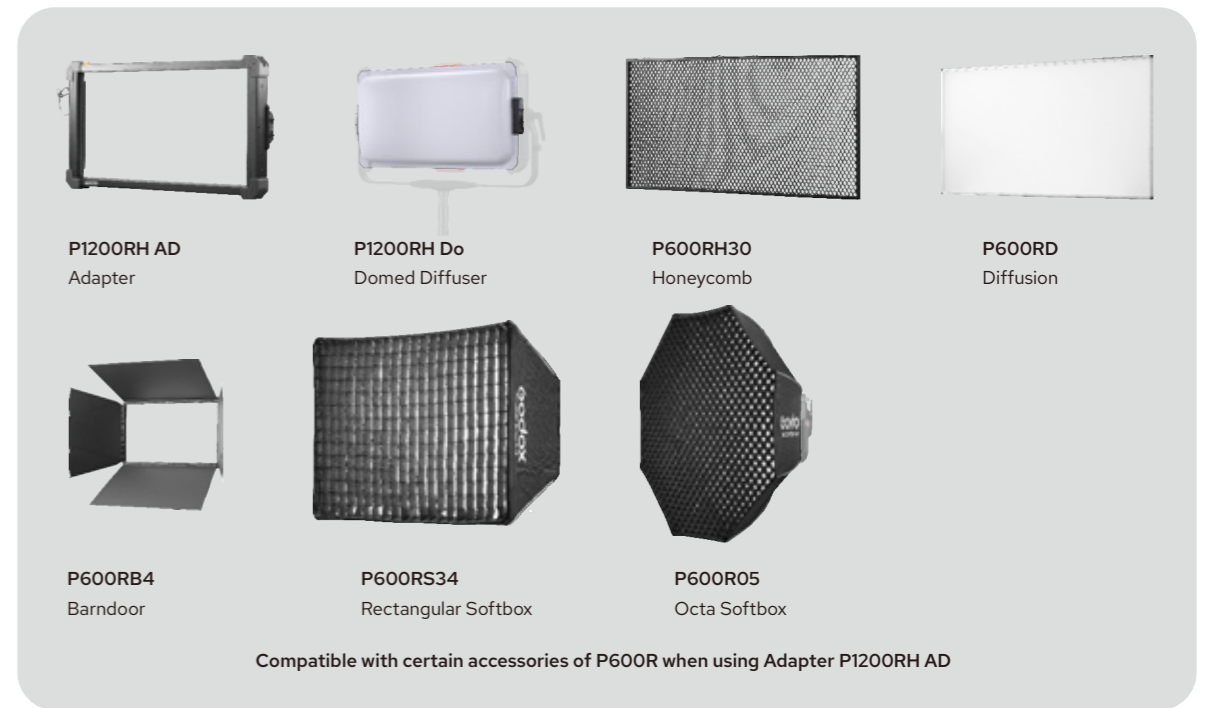 P1200RH AD
Adapter
P1200RH Do
Domed Diffuser
P600RH30
Honeycomb
P600RD
Diffusion
Godox
Godox
P600RB4
Barndoor
P600RS34
Rectangular Softbox
P600R05
Octa Softbox
Compatible with certain accessories of P600R when using Adapter P1200RH AD